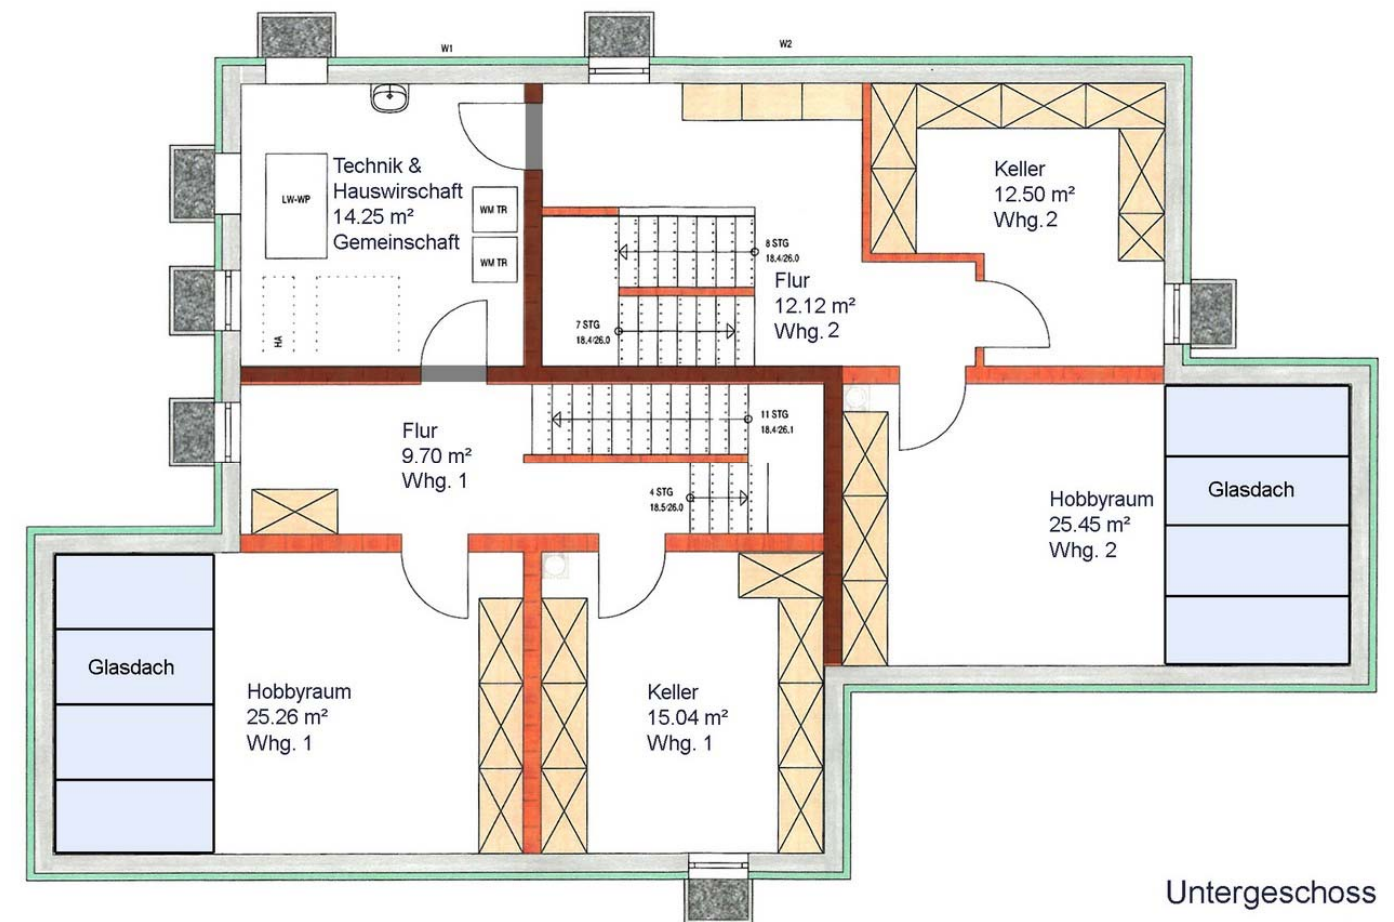 W1
W2
Technik &
Hauswirschaft
14.25 m²
Gemeinschaft
LW-WP
WM TR
WM TR
HA
Keller
12.50 m²
Whg.2
8 STG
18.4/26.0
Flur
12.12 m²
Whg. 2
7 STG
18.4/26.0
11 STG
18.4/26.1
Flur
9.70 m²
Whg. 1
4 STG
18.5/26.0
Glasdach
Hobbyraum
25.45 m²
Whg. 2
Glasdach
Hobbyraum
25.26 m²
Whg. 1
Keller
15.04 m²
Whg. 1
Untergeschoss